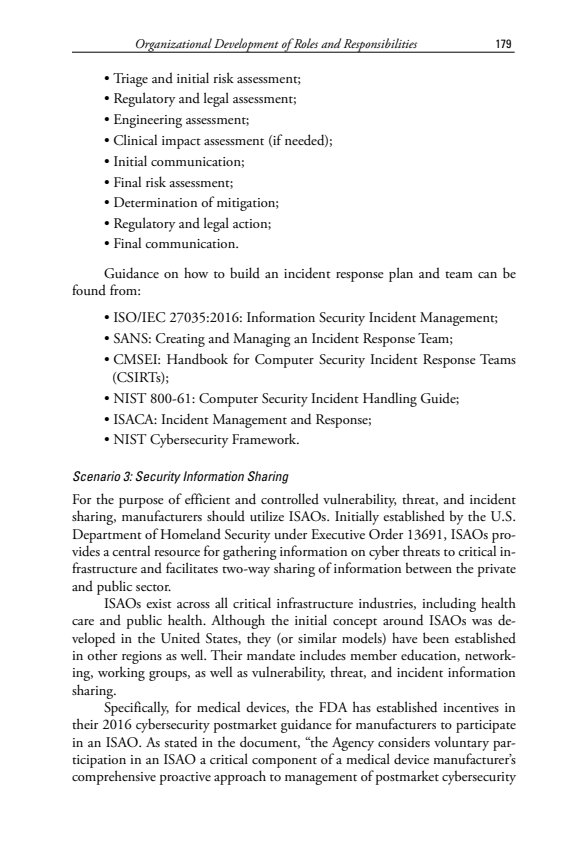 Organizational Development of Roles and Responsibilities 179
• Triage and initial risk assessment;
• Regulatory and legal assessment;
• Engineering assessment;
• Clinical impact assessment (if needed);
• Initial communication;
• Final risk assessment;
• Determination of mitigation;
• Regulatory and legal action;
• Final communication.
Guidance on how to build an incident response plan and team can be
found from:
• ISO/IEC 27035:2016: Information Security Incident Management;
• SANS: Creating and Managing an Incident Response Team;
• CMSEI: Handbook for Computer Security Incident Response Teams
(CSIRTs);
• NIST 800-61: Computer Security Incident Handling Guide;
• ISACA: Incident Management and Response;
• NIST Cybersecurity Framework.
Scenario 3: Security Information Sharing
For the purpose of efficient and controlled vulnerability, threat, and incident
sharing, manufacturers should utilize ISAOs. Initially established by the U.S.
Department of Homeland Security under Executive Order 13691, ISAOs pro-
vides a central resource for gathering information on cyber threats to critical in-
frastructure and facilitates two-way sharing of information between the private
and public sector.
ISAOs exist across all critical infrastructure industries, including health
care and public health. Although the initial concept around ISAOs was de-
veloped in the United States, they (or similar models) have been established
in other regions as well. Their mandate includes member education, network-
ing, working groups, as well as vulnerability, threat, and incident information
sharing.
Specifically, for medical devices, the FDA has established incentives in
their 2016 cybersecurity postmarket guidance for manufacturers to participate
in an ISAO. As stated in the document, “the Agency considers voluntary par-
ticipation in an ISAO a critical component of a medical device manufacturer’s
comprehensive proactive approach to management of postmarket cybersecurity